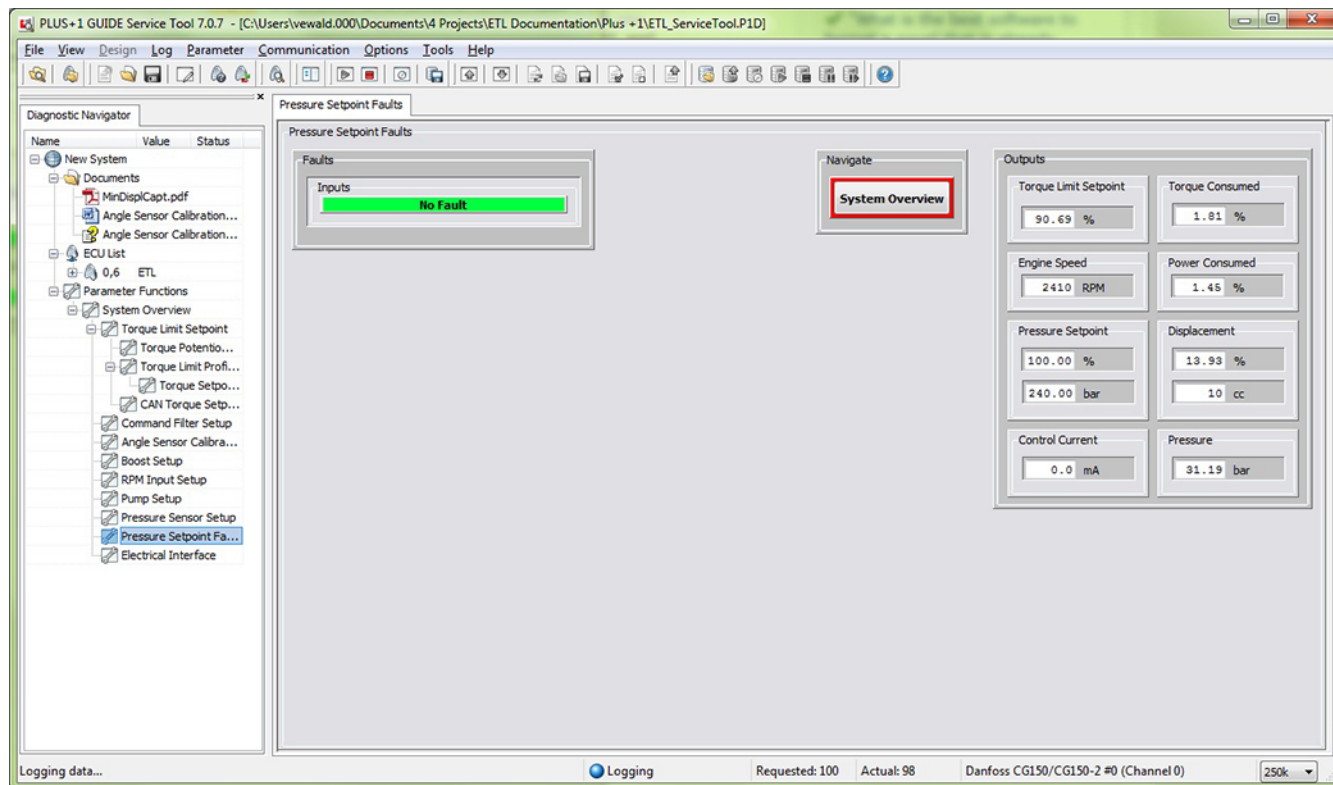 PLUS+1 GUIDE Service Tool 7.0.7 - [C:\Users\vewald.000\Documents\4 Projects\ETL Documentation\Plus +1\ETL_ServiceTool.P1D]
File View Design Log Parameter Communication Options Tools Help
Diagnostic Navigator
Name Value Status
New System
Documents
MinDisplCapt.pdf
Angle Sensor Calibration...
Angle Sensor Calibration...
ECU List
0,6 ETL
Parameter Functions
System Overview
Torque Limit Setpoint
Torque Potentio...
Torque Limit Profi...
Torque Setpo...
CAN Torque Setp...
Command Filter Setup
Angle Sensor Calibra...
Boost Setup
RPM Input Setup
Pump Setup
Pressure Sensor Setup
Pressure Setpoint Fa...
Electrical Interface
Pressure Setpoint Faults
Pressure Setpoint Faults
Faults
Inputs
No Fault
Navigate
System Overview
Outputs
Torque Limit Setpoint
90.69 %
Torque Consumed
1.81 %
Engine Speed
2410 RPM
Power Consumed
1.45 %
Pressure Setpoint
100.00 %
240.00 bar
Displacement
13.93 %
10 cc
Control Current
0.0 mA
Pressure
31.19 bar
Logging data...
Logging
Requested: 100
Actual: 98
Danfoss CG150/CG150-2 #0 (Channel 0)
250k